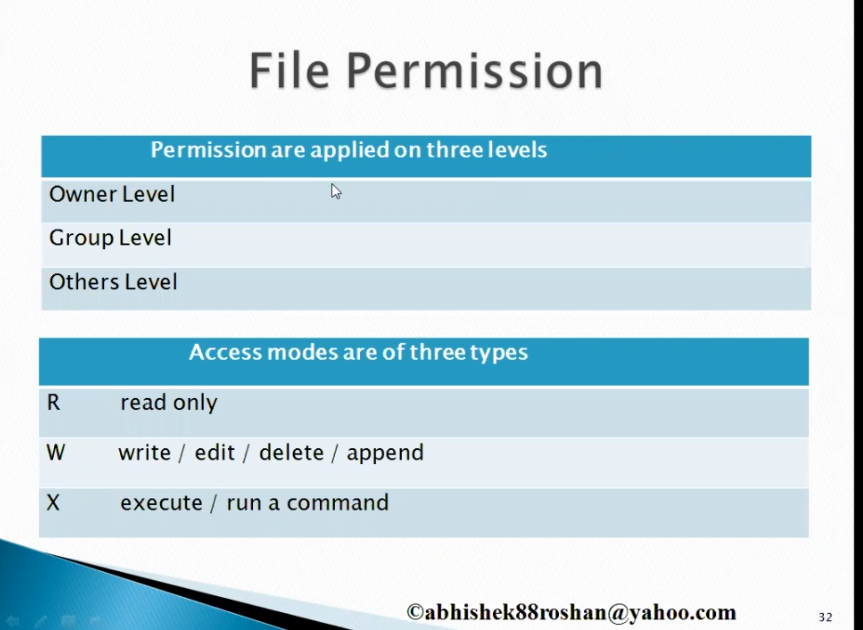 File Permission
Permission are applied on three levels
Owner Level
Group Level
Others Level
Access modes are of three types
R read only
W write / edit / delete / append
X execute / run a command
©abhishek88roshan@yahoo.com
32